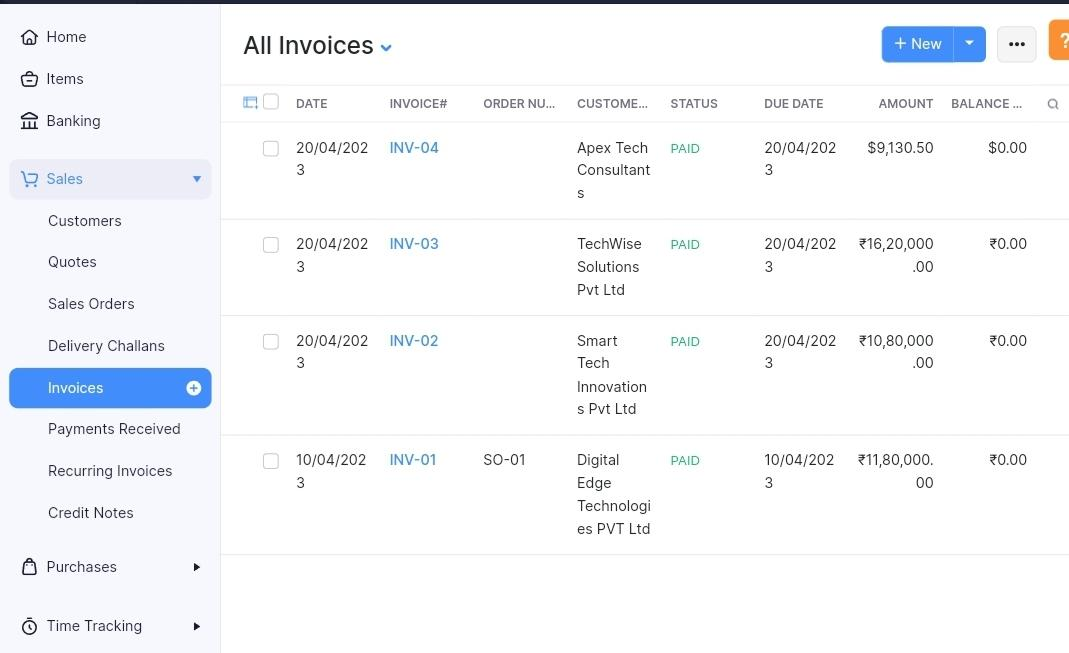 Home
Items
Banking
Sales
Customers
Quotes
Sales Orders
Delivery Challans
Invoices
Payments Received
Recurring Invoices
Credit Notes
Purchases
Time Tracking
All Invoices
+ New
?
DATE INVOICE# ORDER NU... CUSTOME... STATUS DUE DATE AMOUNT BALANCE ...
20/04/202 INV-04 Apex Tech PAID 20/04/202 $9,130.50 $0.00
3 Consultant 3
s
20/04/202 INV-03 TechWise PAID 20/04/202 ₹16,20,000 ₹0.00
3 Solutions 3 .00
Pvt Ltd
20/04/202 INV-02 Smart PAID 20/04/202 ₹10,80,000 ₹0.00
3 Tech 3 .00
Innovation
s Pvt Ltd
10/04/202 INV-01 SO-01 Digital PAID 10/04/202 ₹11,80,000. ₹0.00
3 Edge 3 00
Technologi
es PVT Ltd